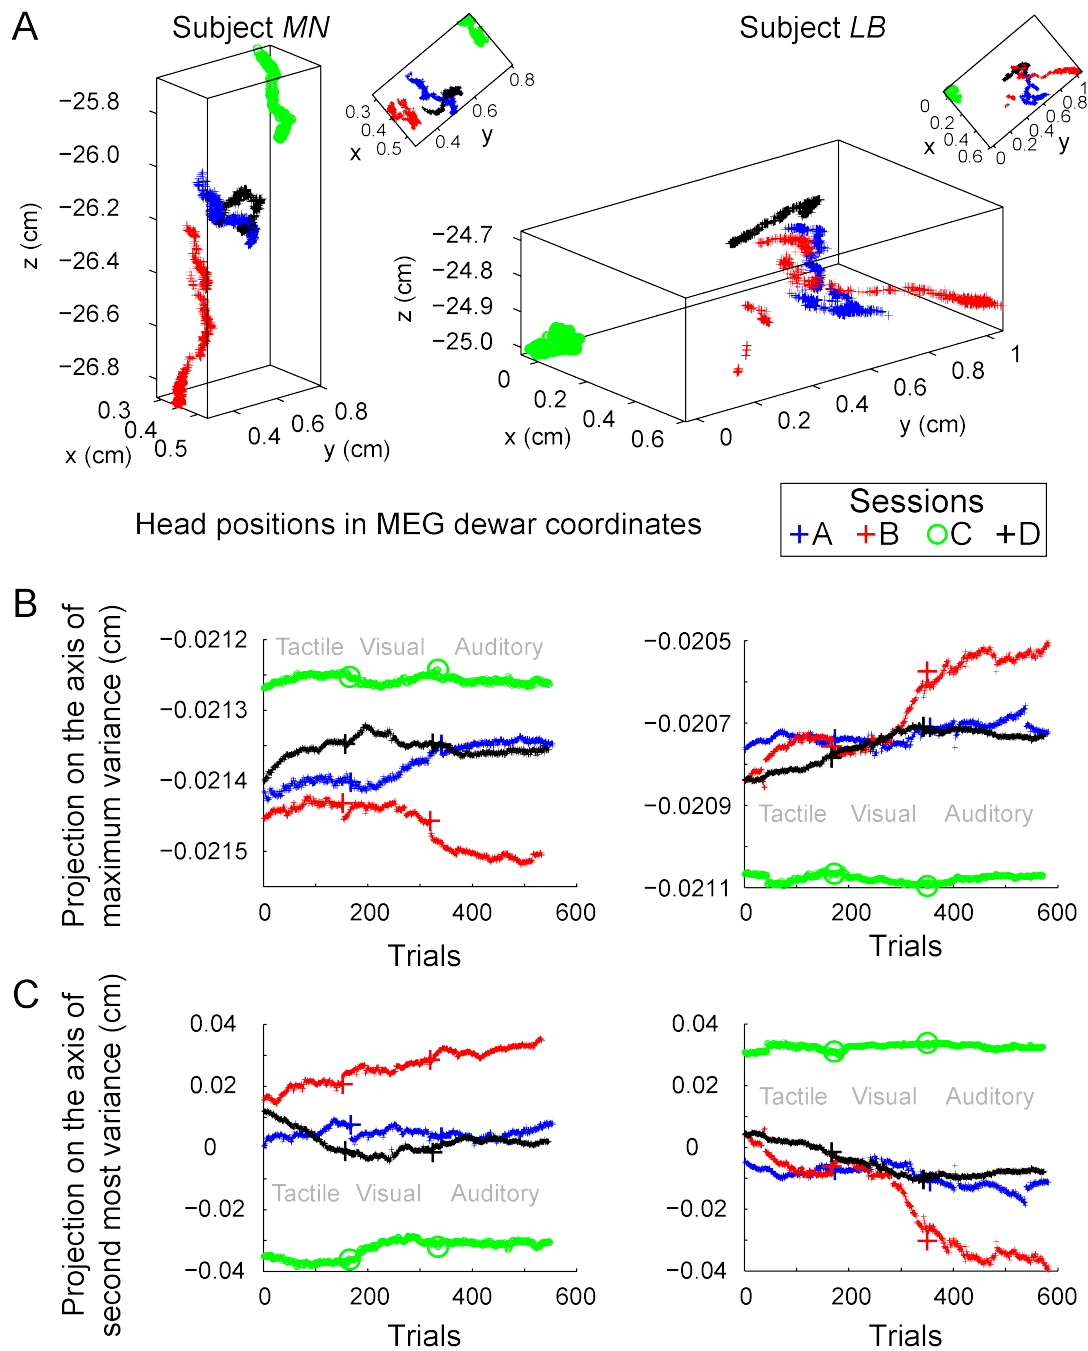 A
Subject MN
Subject LB
−25.8
−26.0
−26.2
−26.4
−26.6
−26.8
z (cm)
0.3
0.4
0.5
x (cm)
0.4
0.6
0.8
y (cm)
0.3
0.4
0.5
x
0.4
0.6
0.8
y
−24.7
−24.8
−24.9
−25.0
z (cm)
0
0.2
0.4
0.6
x (cm)
0
0.2
0.4
0.6
0.8
1
y (cm)
0
0.2
0.4
0.6
x
0
0.2
0.4
0.6
0.8
1
y
Head positions in MEG dewar coordinates
Sessions
A B C D
B
Projection on the axis of
maximum variance (cm)
−0.0212
−0.0213
−0.0214
−0.0215
Tactile Visual Auditory
0 200 400 600
Trials
−0.0205
−0.0207
−0.0209
−0.0211
Tactile Visual Auditory
0 200 400 600
Trials
C
Projection on the axis of
second most variance (cm)
0.04
0.02
0
−0.02
−0.04
Tactile Visual Auditory
0 200 400 600
Trials
0.04
0.02
0
−0.02
−0.04
Tactile Visual Auditory
0 200 400 600
Trials